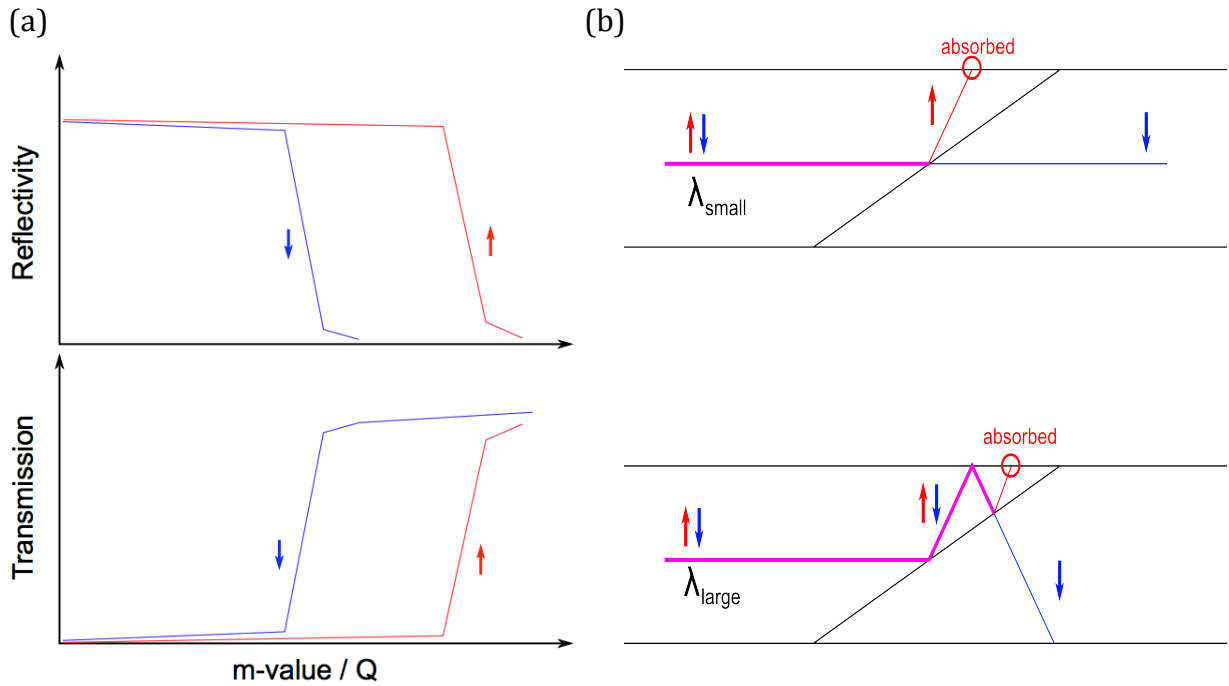 (a)
Reflectivity
Transmission
m-value / Q
(b)
absorbed
λsmall
absorbed
λlarge